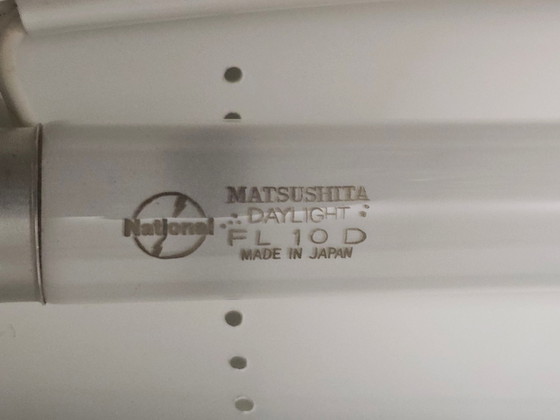 National
MATSUSHITA
DAYLIGHT
FL 10 D
MADE IN JAPAN